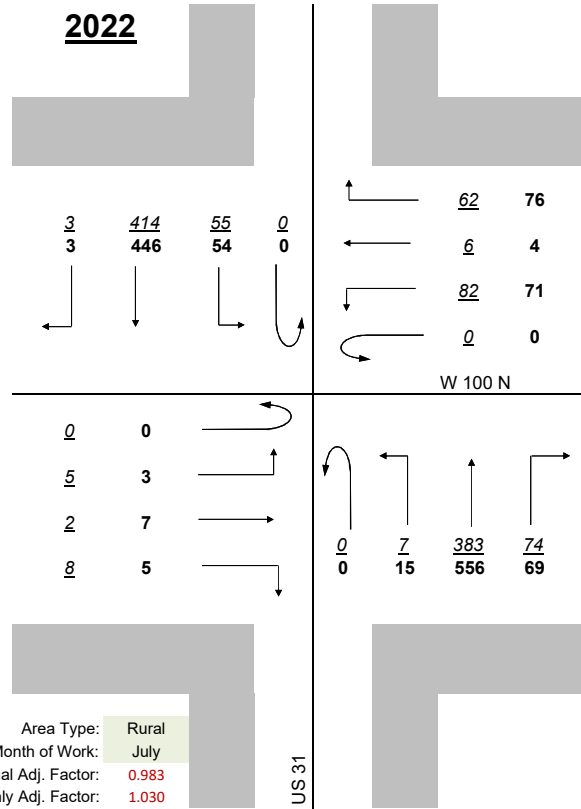 2022
62 76
3 414 55 0
3 446 54 0
6 4
82 71
0 0
W 100 N
0 0
5 3
2 7
0 7 383 74
0 15 556 69
8 5
Area Type: Rural
Month of Work: July
al Adj. Factor: 0.983
ly Adj. Factor: 1.030
US 31